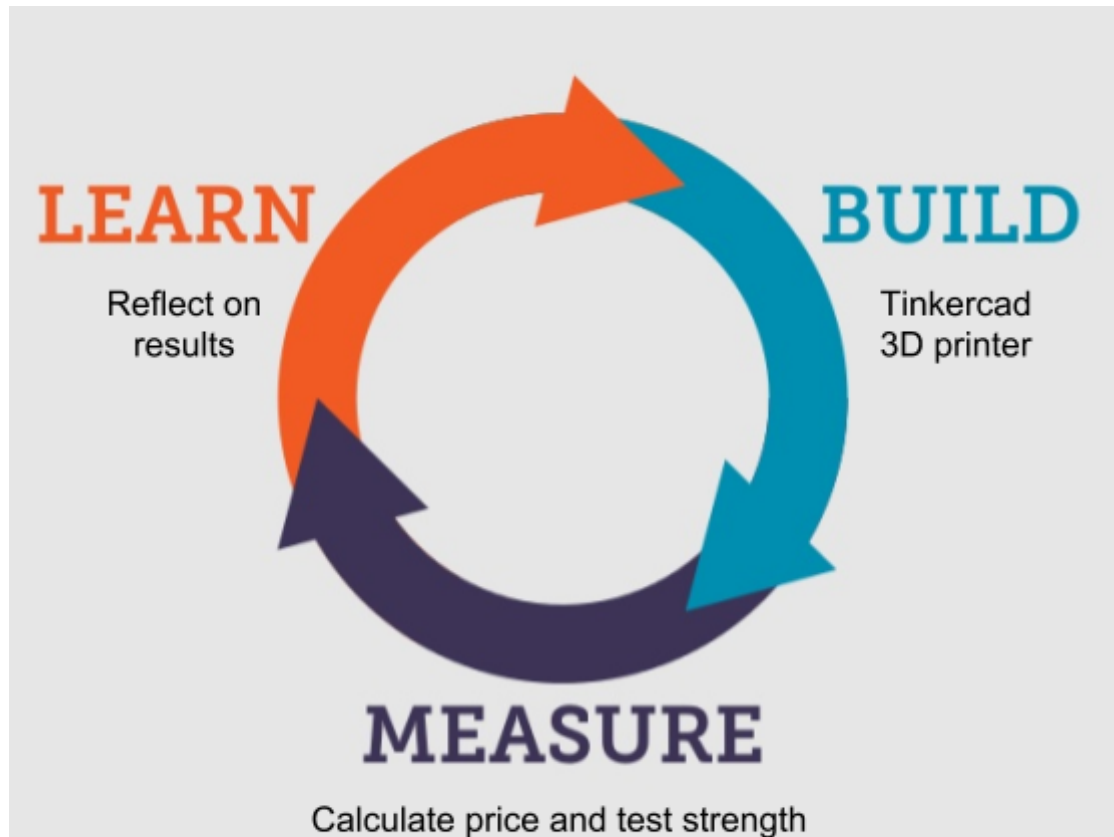 LEARN
Reflect on
results
BUILD
Tinkercad
3D printer
MEASURE
Calculate price and test strength